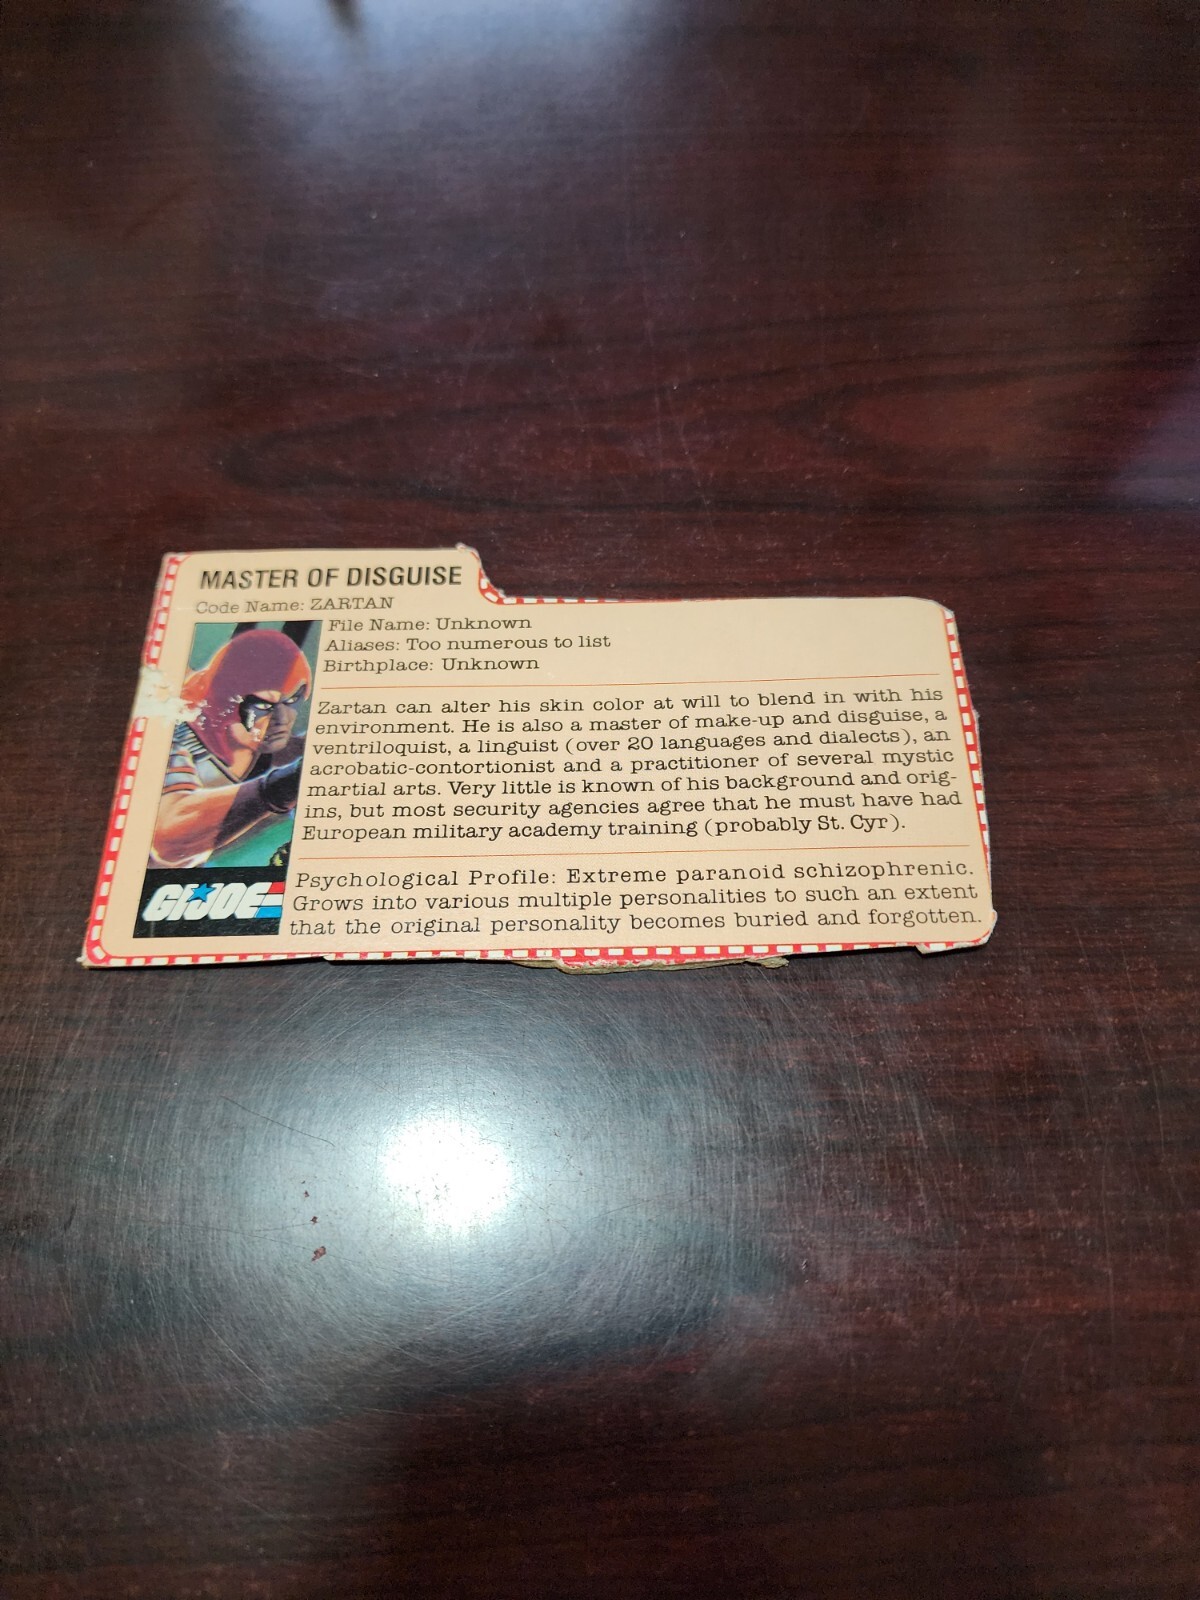 MASTER OF DISGUISE
Code Name: ZARTAN
File Name: Unknown
Aliases: Too numerous to list
Birthplace: Unknown
Zartan can alter his skin color at will to blend in with his
environment. He is also a master of make-up and disguise, a
ventriloquist, a linguist (over 20 languages and dialects), an
acrobatic-contortionist and a practitioner of several mystic
martial arts. Very little is known of his background and orig-
ins, but most security agencies agree that he must have had
European military academy training (probably St. Cyr).
Psychological Profile: Extreme paranoid schizophrenic.
Grows into various multiple personalities to such an extent
that the original personality becomes buried and forgotten.
GI JOE